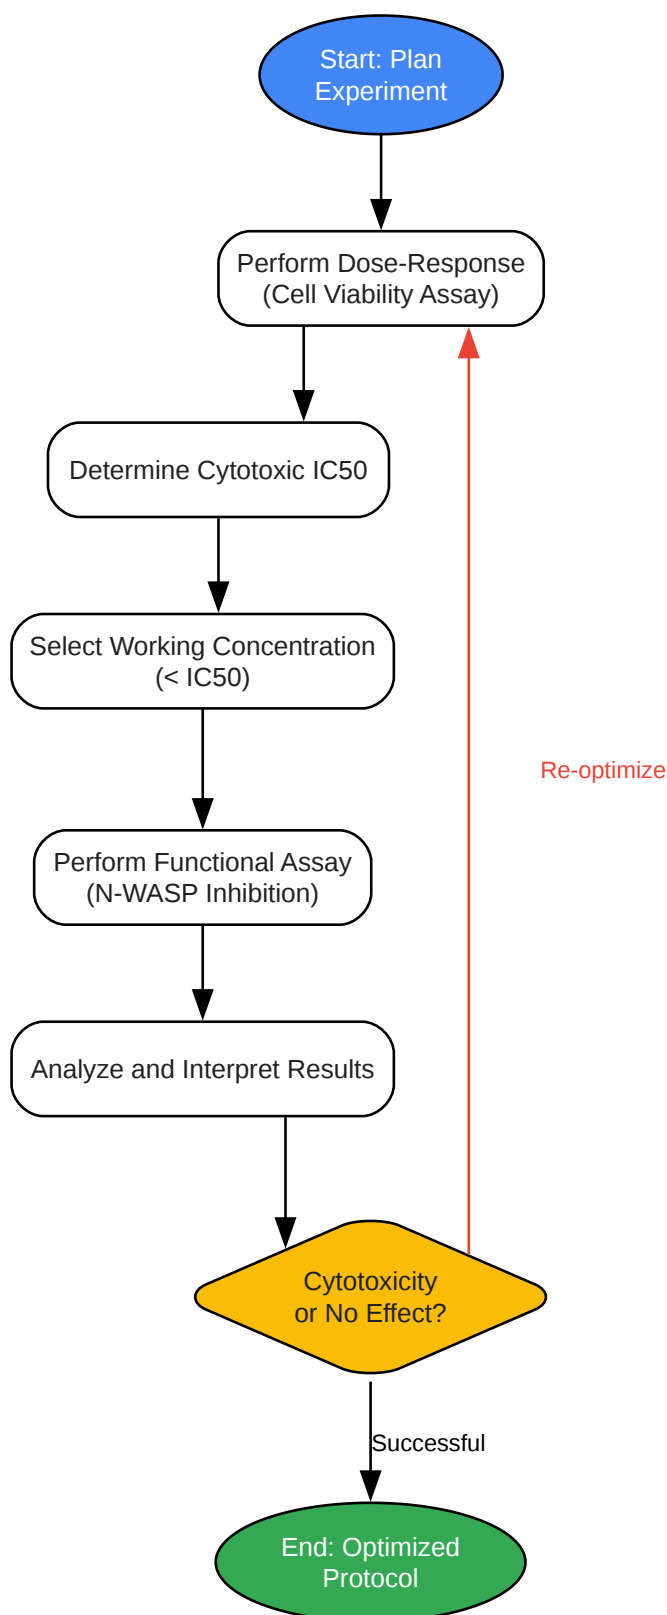 Start: Plan
Experiment
Perform Dose-Response
(Cell Viability Assay)
Determine Cytotoxic IC50
Select Working Concentration
(< IC50)
Re-optimize
Perform Functional Assay
(N-WASP Inhibition)
Analyze and Interpret Results
Cytotoxicity
or No Effect?
Successful
End: Optimized
Protocol